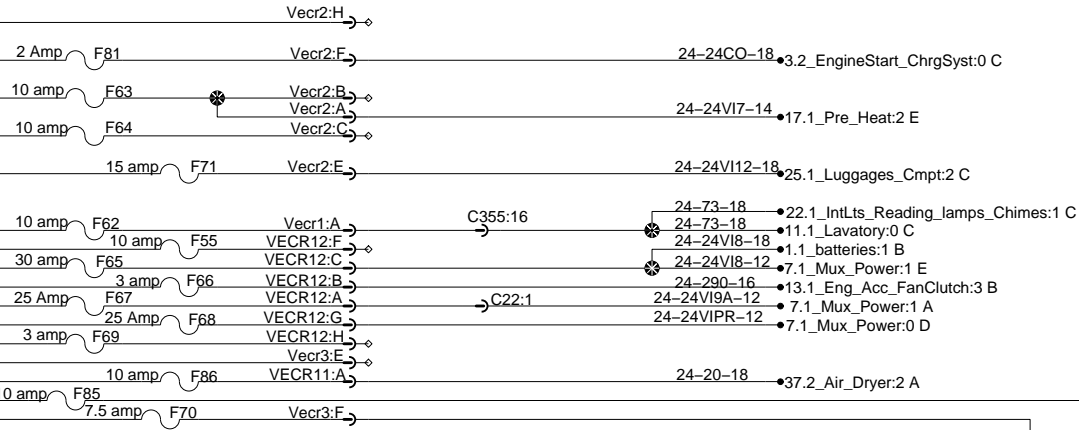 Vecr2:H
2 Amp F81 Vecr2:F 24-24CO-18 3.2_EngineStart_ChrgSyst:0 C
10 amp F63 Vecr2:B
Vecr2:A 24-24VI7-14 17.1_Pre_Heat:2 E
10 amp F64 Vecr2:C
15 amp F71 Vecr2:E 24-24VI12-18 25.1_Luggages_Cmpt:2 C
24-73-18 22.1_IntLts_Reading_lamps_Chimes:1 C
10 amp F62 Vecr1:A C355:16 24-73-18 11.1_Lavatory:0 C
10 amp F55 VECR12:F 24-24VI8-18 1.1_batteries:1 B
30 amp F65 VECR12:C 24-24VI8-12 7.1_Mux_Power:1 E
3 amp F66 VECR12:B 24-290-16 13.1_Eng_Acc_FanClutch:3 B
25 Amp F67 VECR12:A C22:1 24-24VI9A-12 7.1_Mux_Power:1 A
25 Amp F68 VECR12:G 24-24VIPR-12 7.1_Mux_Power:0 D
3 amp F69 VECR12:H
Vecr3:E
10 amp F86 VECR11:A 24-20-18 37.2_Air_Dryer:2 A
0 amp F85
7.5 amp F70 Vecr3:F